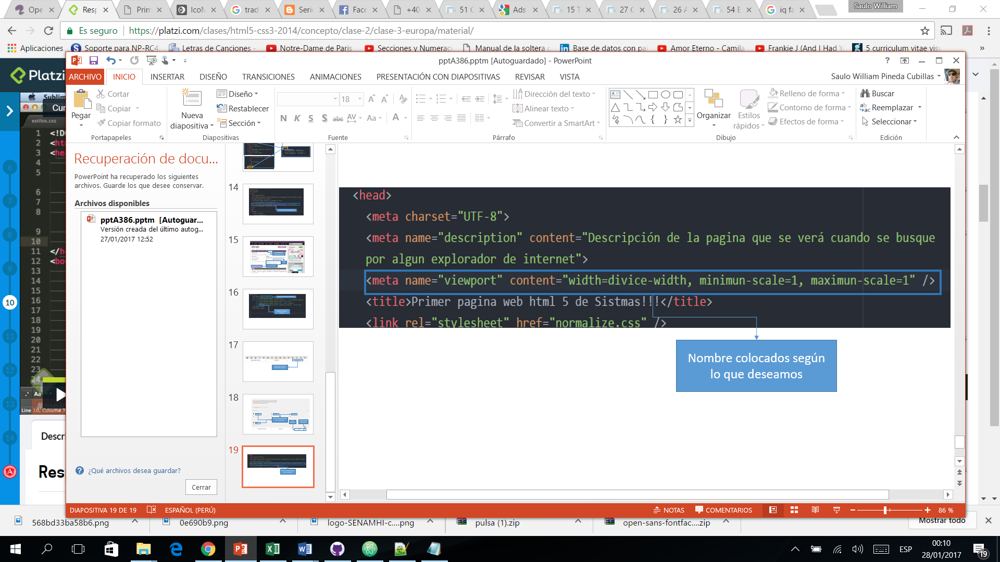 Ope
Resp
Prim
IcoM
trad
Serie
Face
+40
51 C
Ads
15 T
27 C
26 A
54 B
iq fa
Saulo William
Es seguro
https://platzi.com/clases/html5-css3-2014/concepto/clase-2/clase-3-europa/material/
Aplicaciones
Soporte para NP-RC4
Letras de Canciones -
Notre-Dame de Paris
Secciones y Numeraci
Manual de la soltera c
Base de datos con pa
Amor Eterno - Camila
Frankie J (And I Had Y
5 curriculum vitae vis
»
Platzi
pptA386.pptm [Autoguardado] - PowerPoint
ARCHIVO
INICIO
INSERTAR
DISEÑO
TRANSICIONES
ANIMACIONES
PRESENTACIÓN CON DIAPOSITIVAS
REVISAR
VISTA
Saulo William Pineda Cubillas
Pegar
Cortar
Copiar
Copiar formato
Portapapeles
Nueva
diapositiva
Diseño
Restablecer
Sección
Diapositivas
18
N K S S abc AV Aa A
Fuente
Dirección del texto
Alinear texto
Convertir a SmartArt
Párrafo
Organizar
Estilos
rápidos
Relleno de forma
Contorno de forma
Efectos de forma
Dibujo
Buscar
Reemplazar
Seleccionar
Edición
Sublim
Cur
estilos.css
1 <!D
2 <ht
3 <he
4
5
6
7
8
9
10
11 </h
12 <bo
13
14
15
16
17
18
19
20
21
22
23
24
Aa
Line 10, Column 3
6
7
8
9
10
11
12
13
14
Descri
Res
Recuperación de docu...
PowerPoint ha recuperado los siguientes
archivos. Guarde los que desee conservar.
Archivos disponibles
pptA386.pptm [Autoguar...
Versión creada del último autog...
27/01/2017 12:52
¿Qué archivos desea guardar?
Cerrar
14
15
16
17
18
19
<head>
<meta charset="UTF-8">
<meta name="description" content="Descripción de la pagina que se verá cuando se busque
por algun explorador de internet">
<meta name="viewport" content="width=divice-width, minimun-scale=1, maximun-scale=1" />
<title>Primer pagina web html 5 de Sistmas!!!</title>
<link rel="stylesheet" href="normalize.css" />
Nombre colocados según
lo que deseamos
DIAPOSITIVA 19 DE 19
ESPAÑOL (PERÚ)
NOTAS
COMENTARIOS
86 %
568bd33ba58b6.png
0e690b9.png
logo-SENAMHI-c....png
pulsa (1).zip
open-sans-fontfac....zip
Mostrar todo
ESP
00:10
28/01/2017
19